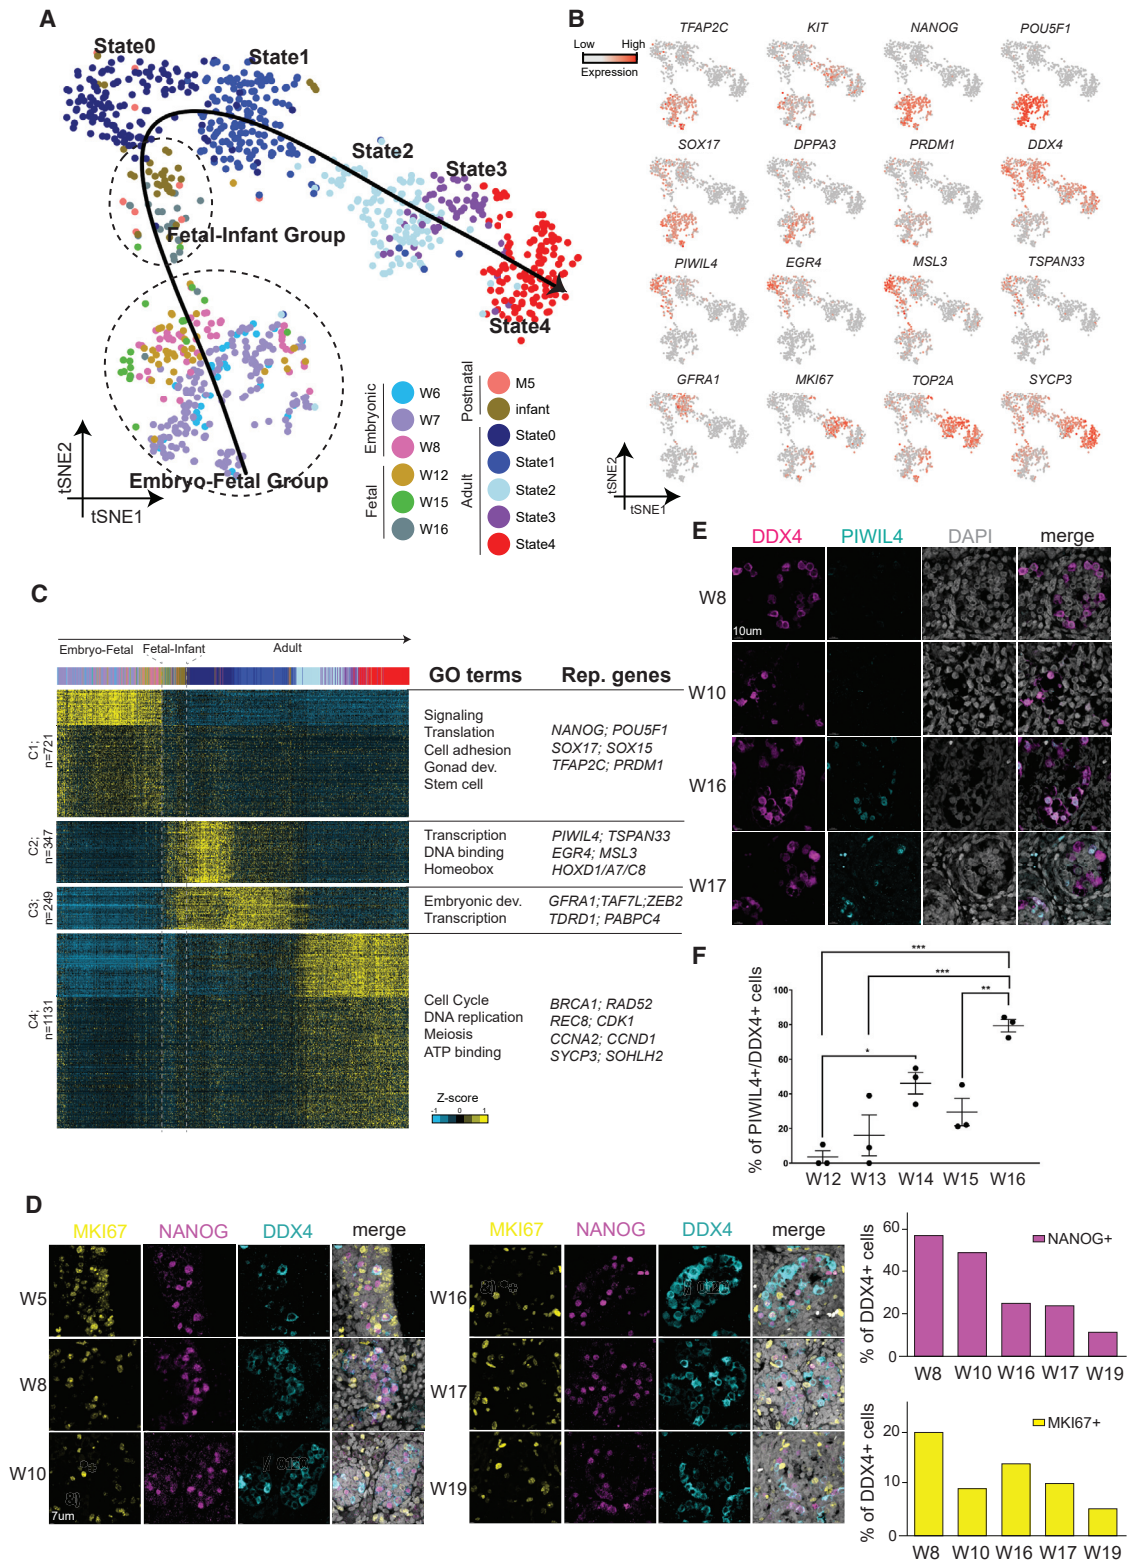 A
State0
State1
State2
State3
Fetal-Infant Group
State4
Embryo-Fetal Group
tSNE2
tSNE1
Embryonic
W6
W7
W8
Fetal
W12
W15
W16
Postnatal
M5
infant
Adult
State0
State1
State2
State3
State4
B
Low High
Expression
TFAP2C KIT NANOG POU5F1
SOX17 DPPA3 PRDM1 DDX4
PIWIL4 EGR4 MSL3 TSPAN33
GFRA1 MKI67 TOP2A SYCP3
tSNE2
tSNE1
C
Embryo-Fetal Fetal-Infant Adult
GO terms Rep. genes
C1;
n=721
Signaling
Translation
Cell adhesion
Gonad dev.
Stem cell
NANOG; POU5F1
SOX17; SOX15
TFAP2C; PRDM1
C2;
n=347
Transcription
DNA binding
Homeobox
PIWIL4; TSPAN33
EGR4; MSL3
HOXD1/A7/C8
C3;
n=249
Embryonic dev.
Transcription
GFRA1;TAF7L;ZEB2
TDRD1; PABPC4
C4;
n=1131
Cell Cycle
DNA replication
Meiosis
ATP binding
BRCA1; RAD52
REC8; CDK1
CCNA2; CCND1
SYCP3; SOHLH2
Z-score
-1 0 1
E
DDX4 PIWIL4 DAPI merge
W8
10um
W10
W16
W17
F
% of PIWIL4+/DDX4+ cells
100
80
60
40
20
0
***
***
**
*
W12 W13 W14 W15 W16
D
MKI67 NANOG DDX4 merge
W5
W8
W10
7um
MKI67 NANOG DDX4 merge
W16
W17
W19
% of DDX4+ cells
60
40
20
0
NANOG+
W8 W10 W16 W17 W19
% of DDX4+ cells
20
10
0
MKI67+
W8 W10 W16 W17 W19